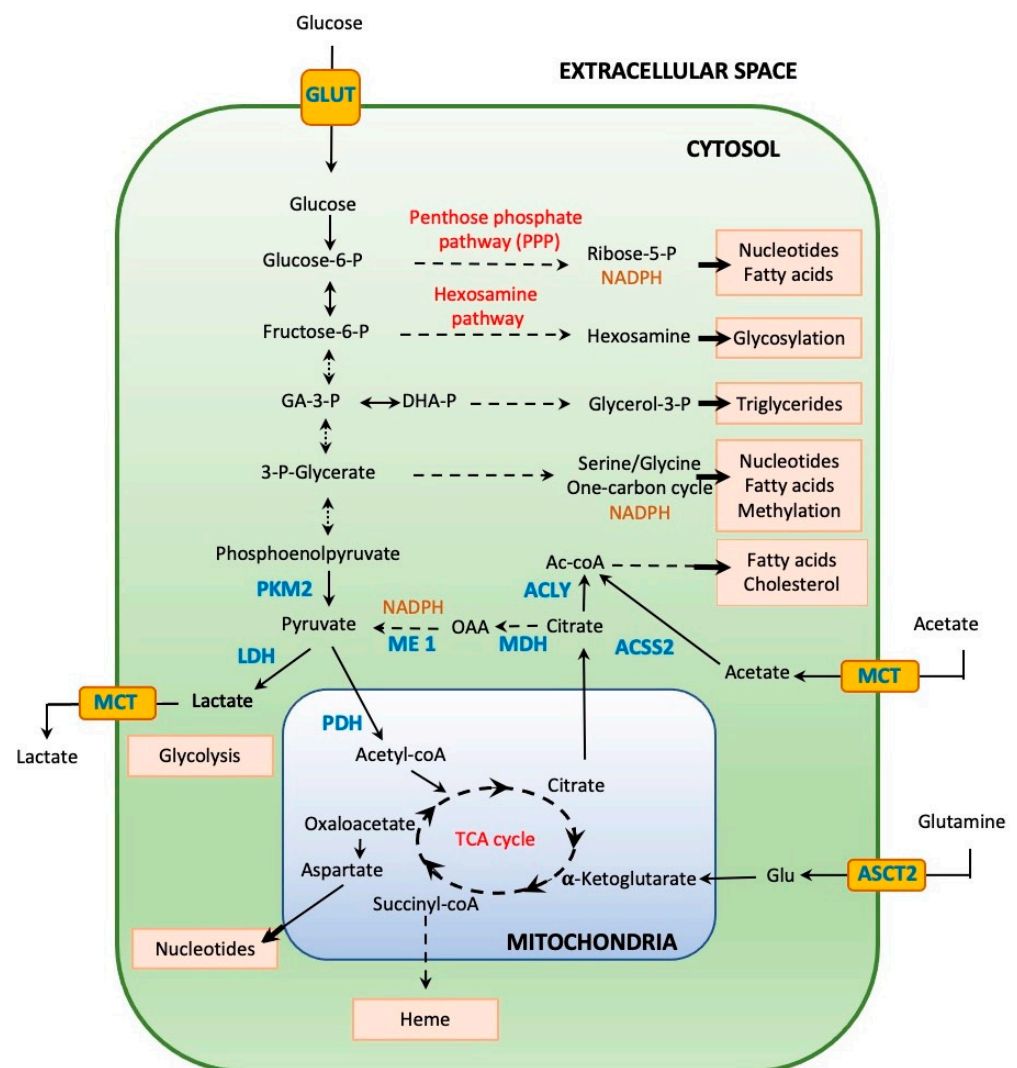 Glucose
EXTRACELLULAR SPACE
GLUT
CYTOSOL
Glucose
Penthose phosphate
pathway (PPP)
Glucose-6-P
Ribose-5-P
NADPH
Nucleotides
Fatty acids
Hexosamine
pathway
Fructose-6-P
Hexosamine
Glycosylation
GA-3-P
DHA-P
Glycerol-3-P
Triglycerides
3-P-Glycerate
Serine/Glycine
One-carbon cycle
NADPH
Nucleotides
Fatty acids
Methylation
Phosphoenolpyruvate
Ac-coA
Fatty acids
Cholesterol
PKM2
ACLY
NADPH
Pyruvate
OAA
Citrate
ME 1
MDH
ACSS2
Acetate
LDH
Acetate
MCT
MCT
Lactate
Lactate
PDH
Glycolysis
Acetyl-coA
Citrate
Oxaloacetate
TCA cycle
Glutamine
Aspartate
α-Ketoglutarate
Glu
ASCT2
Succinyl-coA
MITOCHONDRIA
Nucleotides
Heme